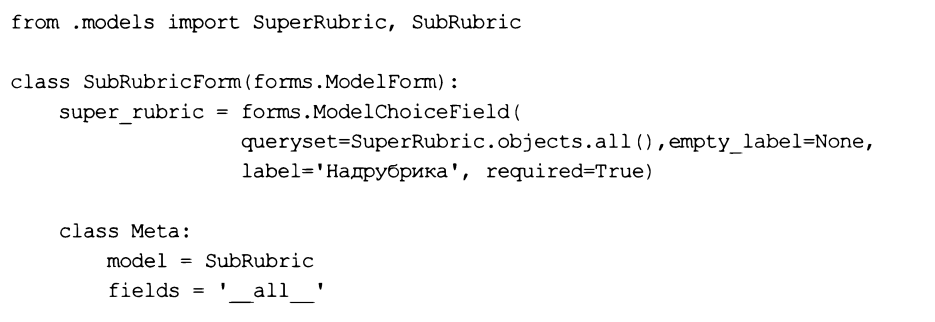 from .models import SuperRubric, SubRubric
class SubRubricForm(forms.ModelForm):
    super_rubric = forms.ModelChoiceField(
                   queryset=SuperRubric.objects.all(),empty_label=None,
                   label='Надрубрика', required=True)
    class Meta:
        model = SubRubric
        fields = '__all__'